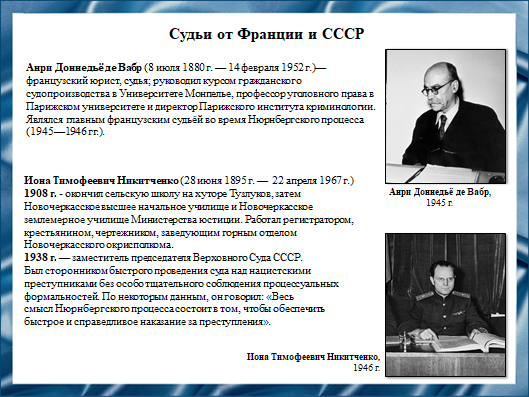 Судьи от Франции и СССР
Анри Доннедьё де Вабр (8 июля 1880 г. — 14 февраля 1952 г.)—
французский юрист, судья; руководил курсом гражданского
судопроизводства в Университете Монпелье, профессор уголовного права в
Парижском университете и директор Парижского института криминологии.
Являлся главным французским судьёй во время Нюрнбергского процесса
(1945—1946 гг.).
Анри Доннедьё де Вабр,
1945 г.
Иона Тимофеевич Никитченко (28 июня 1895 г. — 22 апреля 1967 г.)
1908 г. - окончил сельскую школу на хуторе Тузлуков, затем
Новочеркасское высшее начальное училище и Новочеркасское
землемерное училище Министерства юстиции. Работал регистратором,
крестьянином, чертежником, заведующим горным отделом
Новочеркасского окрисполкома.
1938 г. — заместитель председателя Верховного Суда СССР.
Был сторонником быстрого проведения суда над нацистскими
преступниками без особо тщательного соблюдения процессуальных
формальностей. По некоторым данным, он говорил: «Весь
смысл Нюрнбергского процесса состоит в том, чтобы обеспечить
быстрое и справедливое наказание за преступления».
Иона Тимофеевич Никитченко,
1946 г.